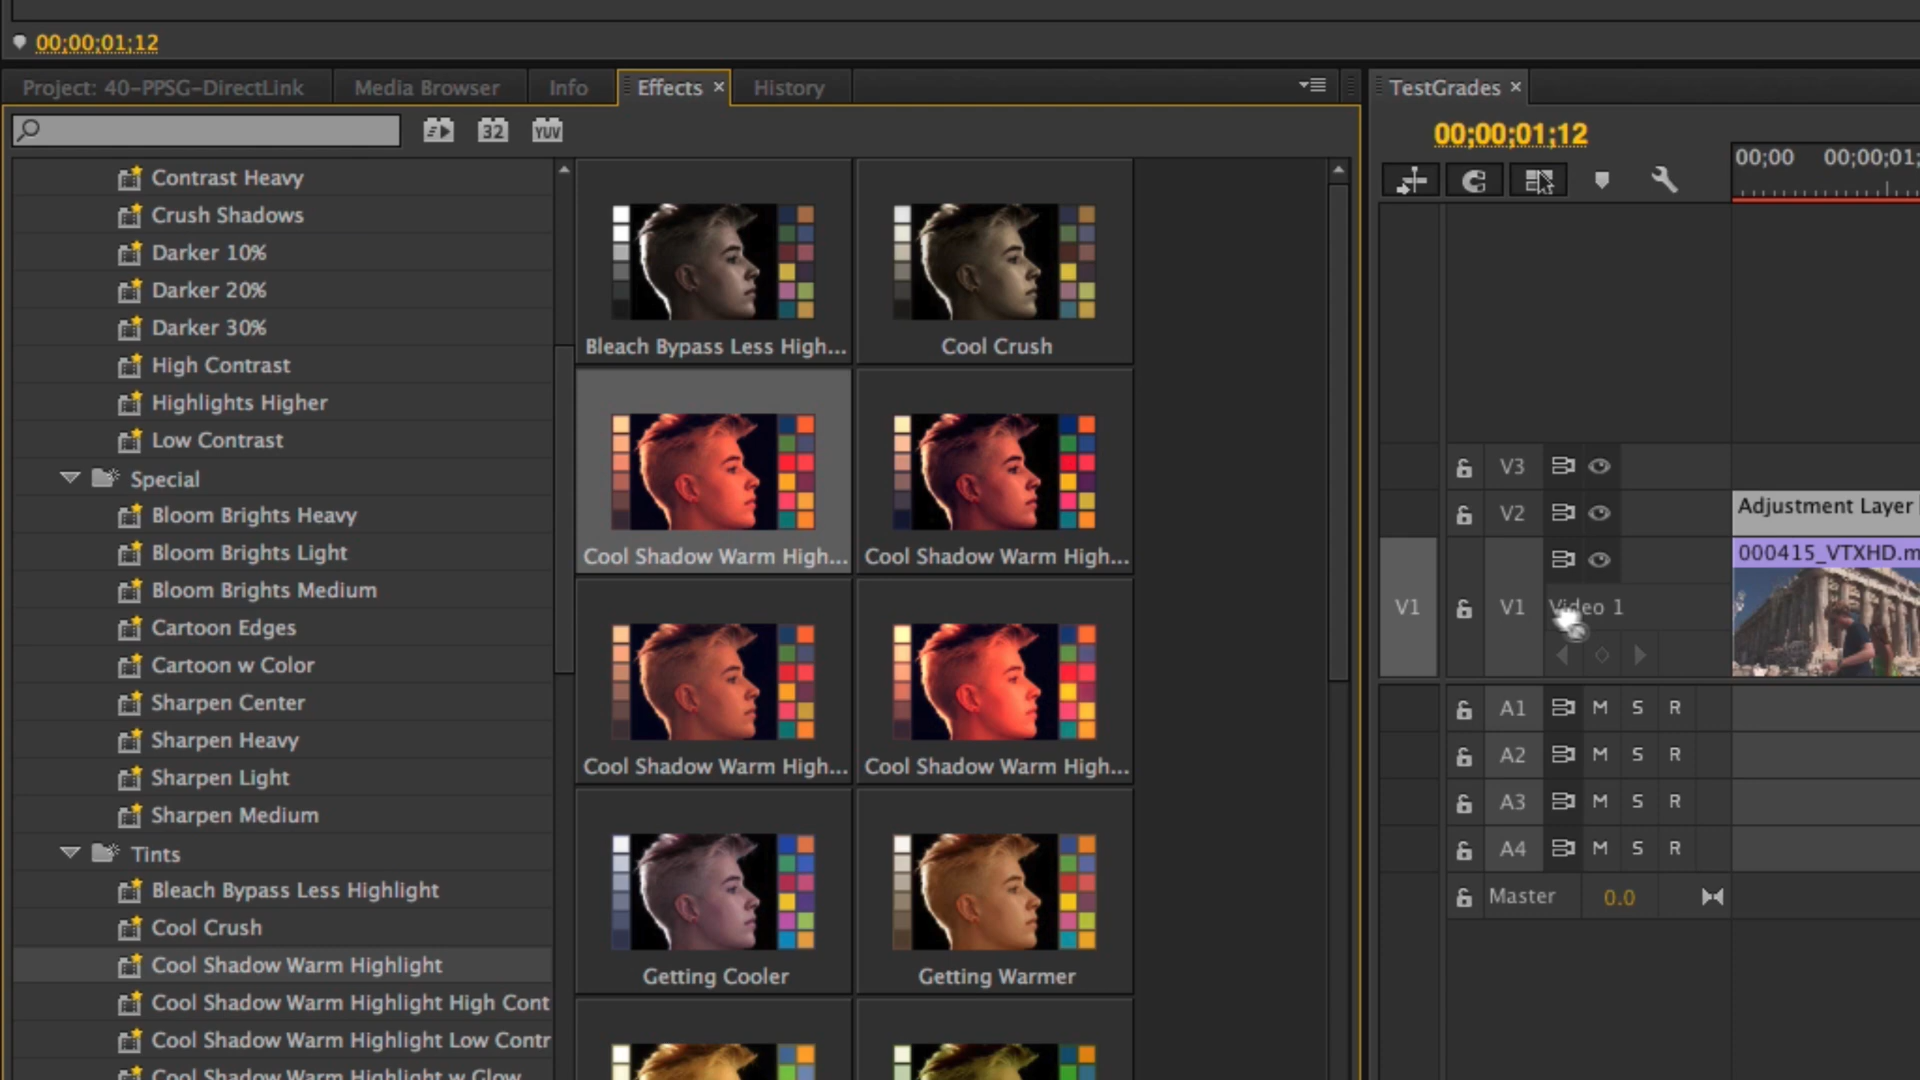 00;00;01;12
Project: 40-PPSG-DirectLink
Media Browser
Info
Effects ×
History
TestGrades ×
32
YUV
00;00;01;12
00;00
00;00;01;
Contrast Heavy
Crush Shadows
Darker 10%
Darker 20%
Darker 30%
High Contrast
Highlights Higher
Low Contrast
Special
Bloom Brights Heavy
Bloom Brights Light
Bloom Brights Medium
Cartoon Edges
Cartoon w Color
Sharpen Center
Sharpen Heavy
Sharpen Light
Sharpen Medium
Tints
Bleach Bypass Less Highlight
Cool Crush
Cool Shadow Warm Highlight
Cool Shadow Warm Highlight High Cont
Cool Shadow Warm Highlight Low Contr
Cool Shadow Warm Highlight w Glow
Bleach Bypass Less High...
Cool Crush
Cool Shadow Warm High...
Cool Shadow Warm High...
Cool Shadow Warm High...
Cool Shadow Warm High...
Getting Cooler
Getting Warmer
V3
V2
Adjustment Layer
V1
V1
Video 1
000415_VTXHD.m
A1 M S R
A2 M S R
A3 M S R
A4 M S R
Master 0.0